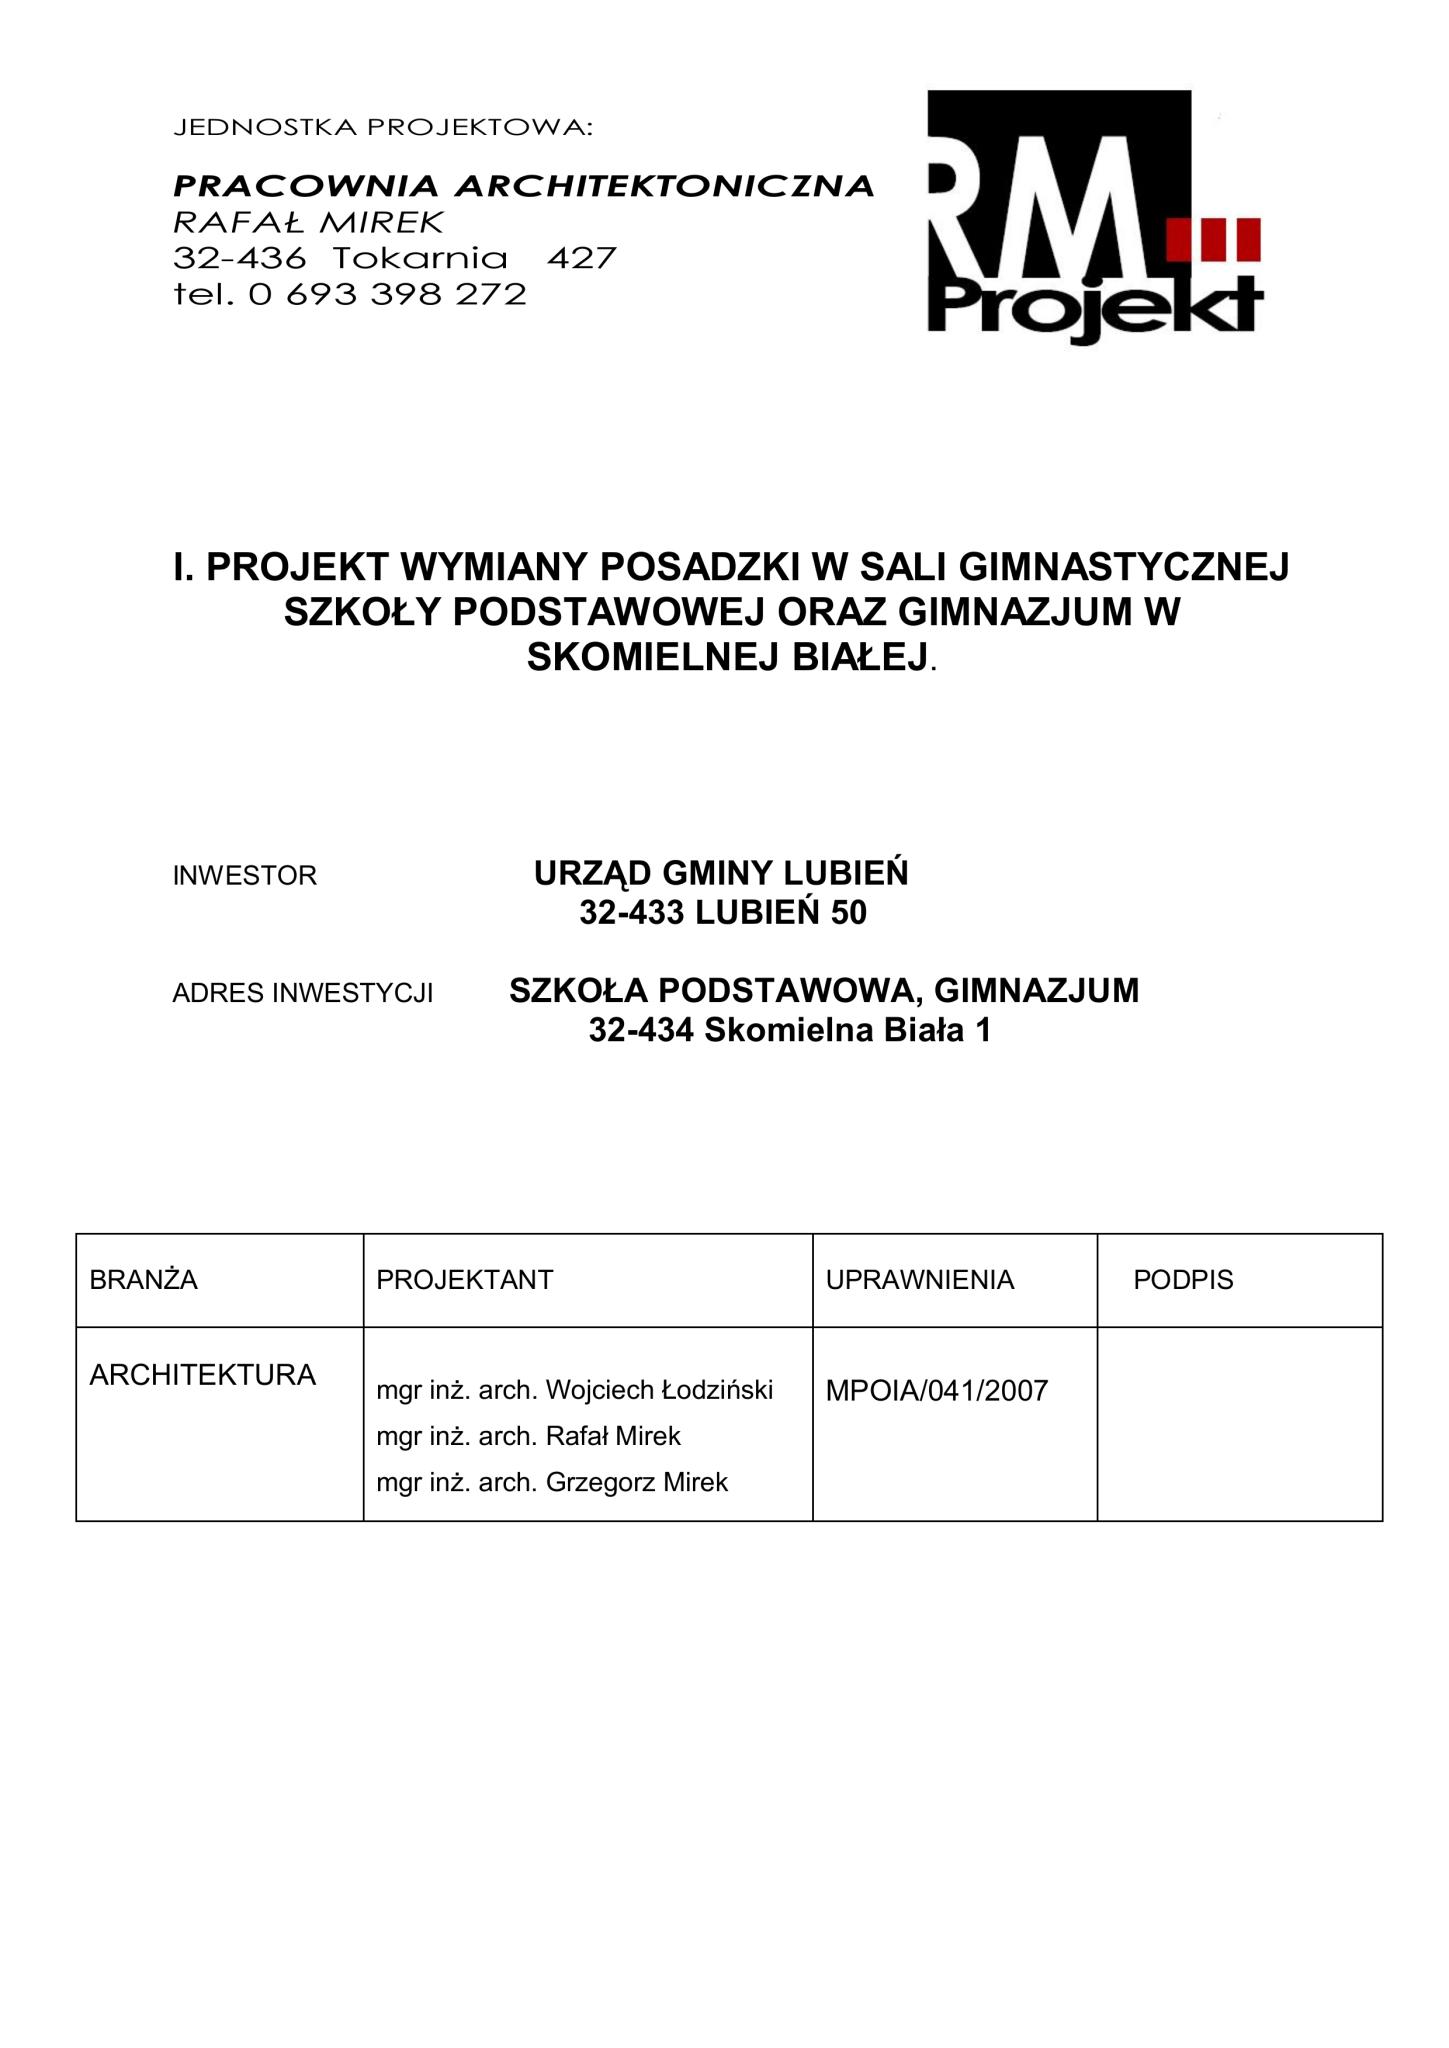 JEDNOSTKA PROJEKTOWA:
PRACOWNIA ARCHITEKTONICZNA
RAFAŁ MIREK
32-436 Tokarnia 427
tel. 0 693 398 272
RM
Projekt
I. PROJEKT WYMIANY POSADZKI W SALI GIMNASTYCZNEJ
SZKOŁY PODSTAWOWEJ ORAZ GIMNAZJUM W
SKOMIELNEJ BIAŁEJ.
INWESTOR URZĄD GMINY LUBIEŃ
32-433 LUBIEŃ 50
ADRES INWESTYCJI SZKOŁA PODSTAWOWA, GIMNAZJUM
32-434 Skomielna Biała 1
BRANŻA PROJEKTANT UPRAWNIENIA PODPIS
ARCHITEKTURA
mgr inż. arch. Wojciech Łodziński MPOIA/041/2007
mgr inż. arch. Rafał Mirek
mgr inż. arch. Grzegorz Mirek